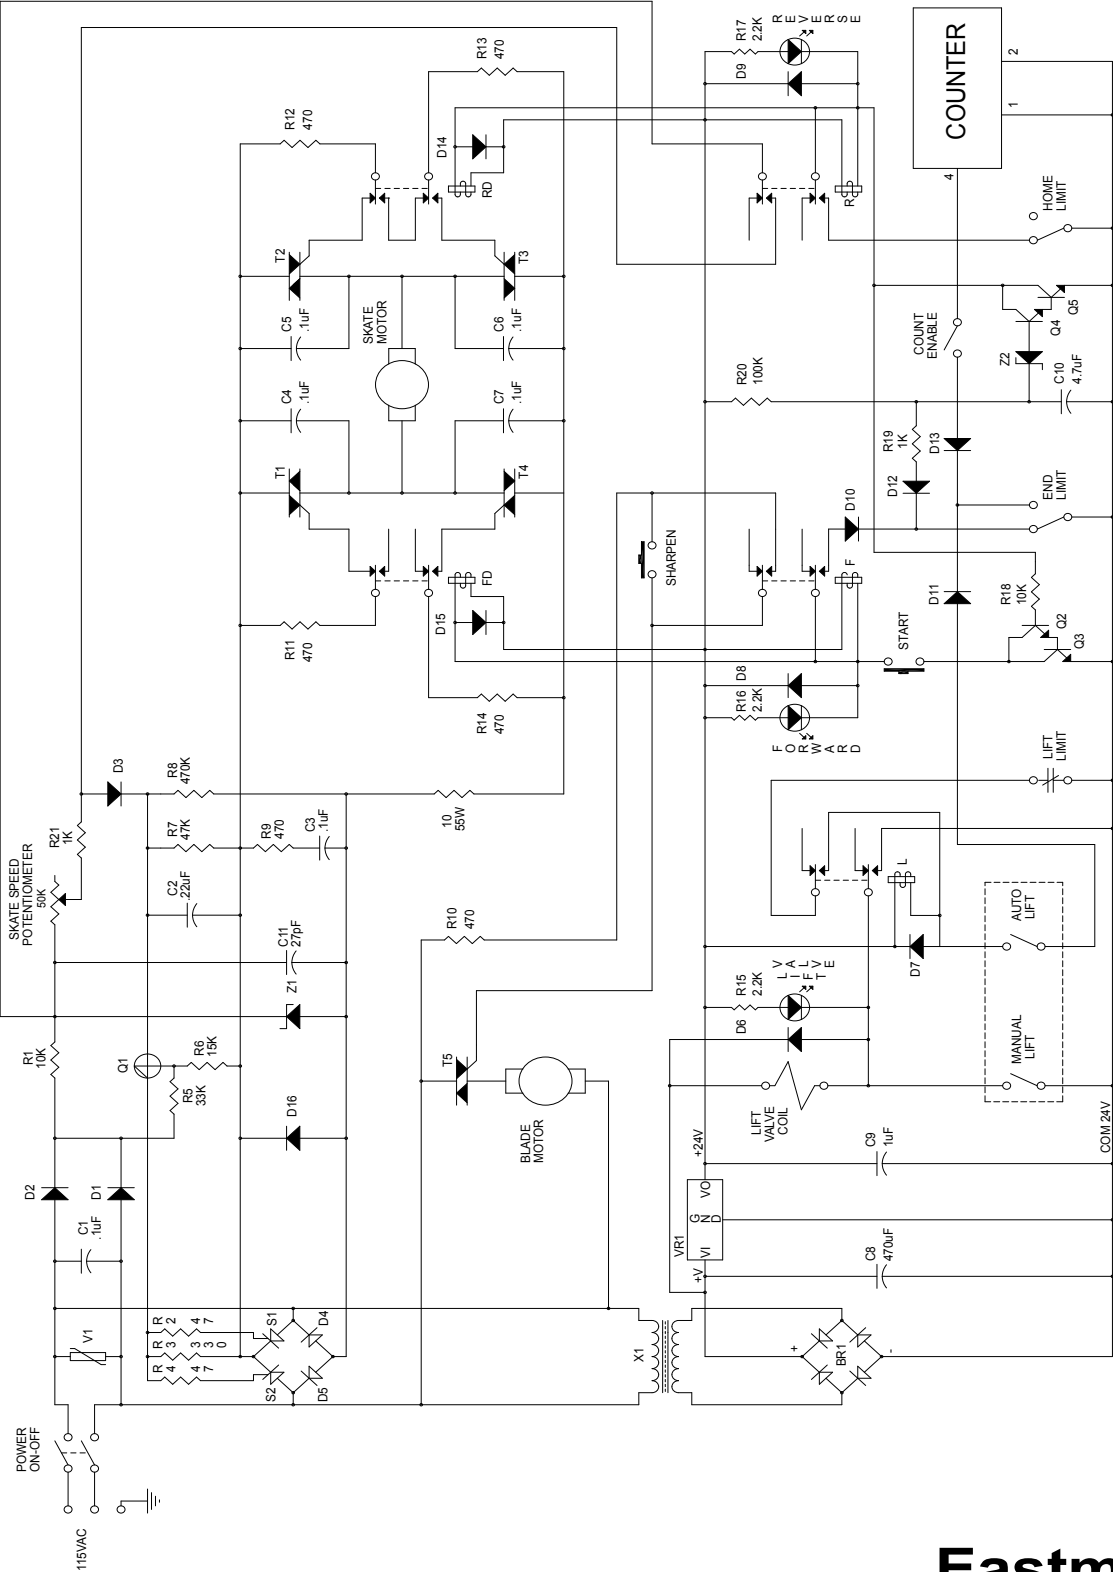 115VAC
POWER
ON-OFF
V1
C1
.1uF
D2
D1
R1
10K
Q1
R5
33K
R6
15K
D16
Z1
C11
27pF
SKATE SPEED
POTENTIOMETER
50K
R21
1K
D3
C2
.22uF
R7
47K
R8
470K
R9
470
C3
.1uF
10
55W
R2
47
R3
330
R4
47
S1
S2
D4
D5
R10
470
T5
BLADE
MOTOR
R11
470
R14
470
D15
FD
T1
T4
C4
.1uF
C7
.1uF
SKATE
MOTOR
C5
.1uF
C6
.1uF
T2
T3
R12
470
R13
470
D14
RD
SHARPEN
X1
BR1
+
-
+V
VR1
VI
GND
VO
+24V
C8
470uF
C9
1uF
LIFT
VALVE
COIL
D6
R15
2.2K
LIFT
VALVE
D7
L
MANUAL
LIFT
AUTO
LIFT
LIFT
LIMIT
COM 24V
FORWARD
R16
2.2K
D8
F
START
D10
Q2
Q3
R18
10K
D11
END
LIMIT
D12
R19
1K
D13
R20
100K
C10
4.7uF
Z2
Q4
Q5
COUNT
ENABLE
HOME
LIMIT
R
D9
R17
2.2K
REVERSE
COUNTER
4
1
2
Eastm